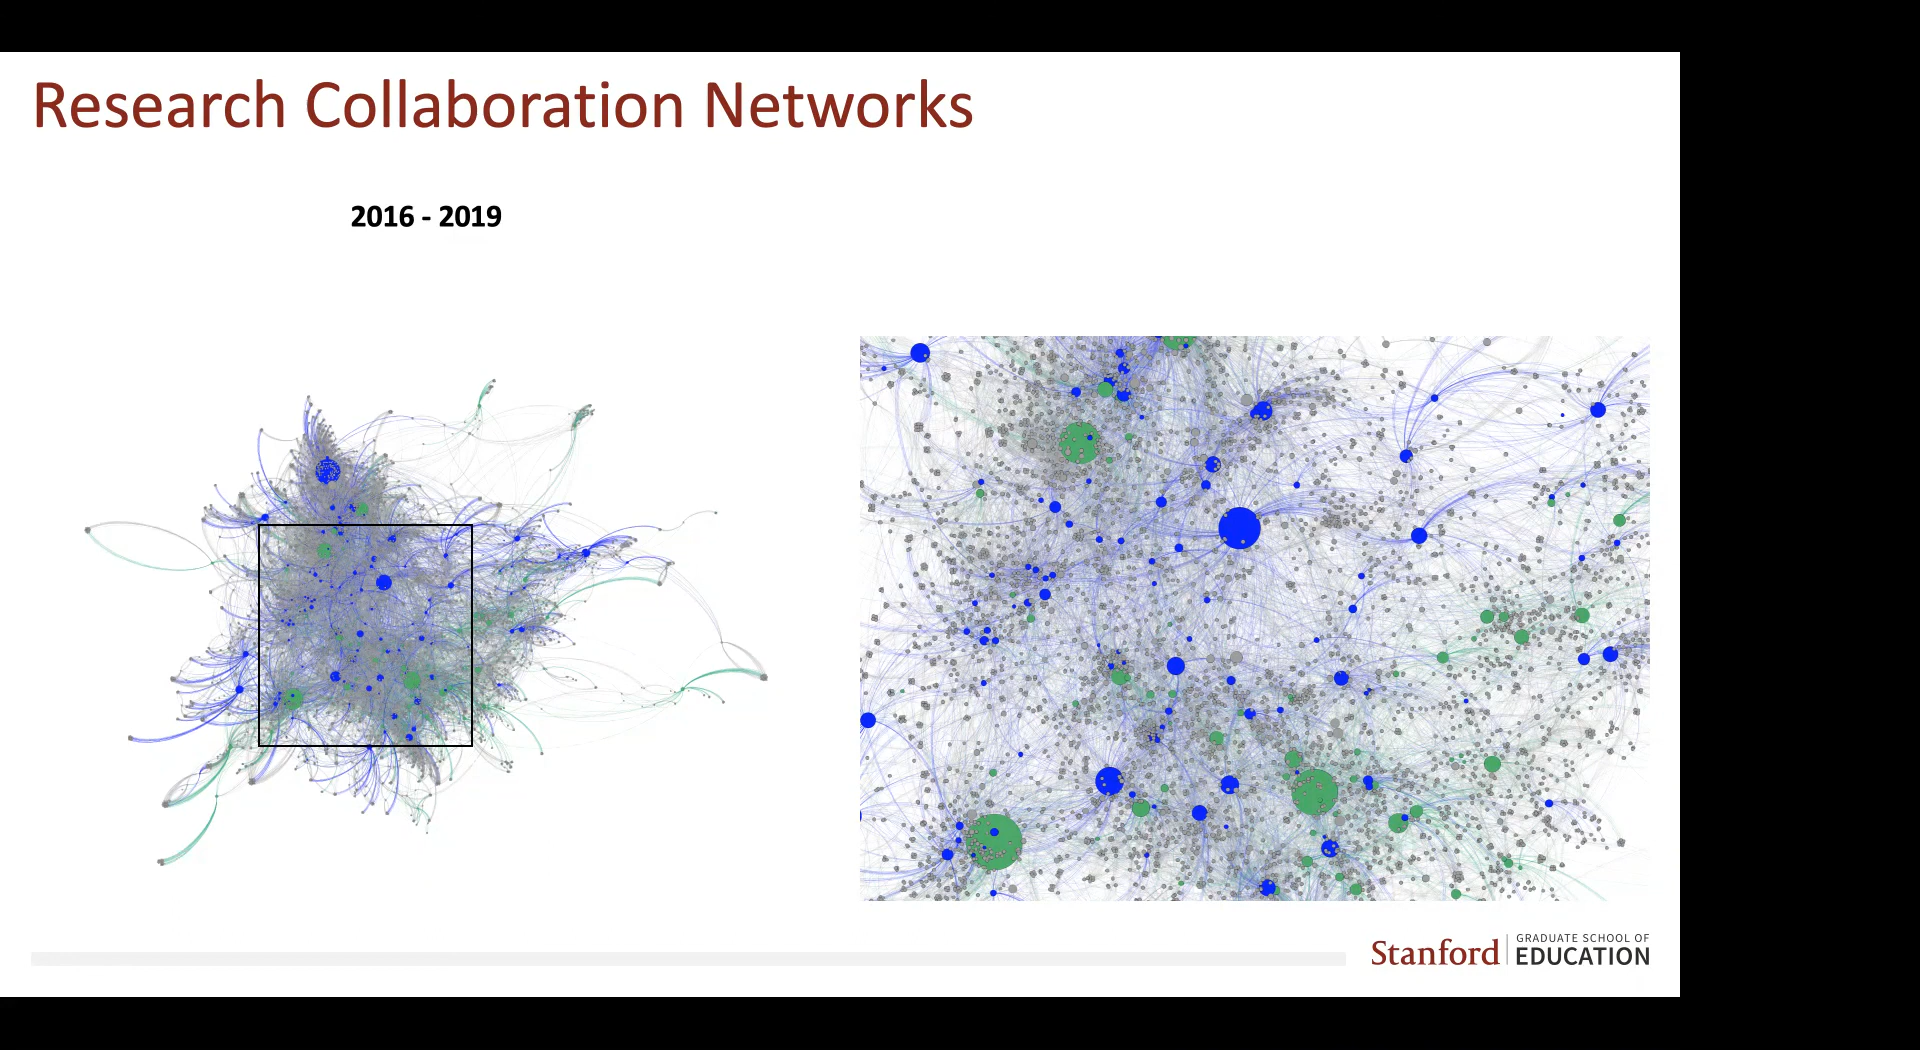 Research Collaboration Networks
2016 - 2019
Stanford
GRADUATE SCHOOL OF
EDUCATION